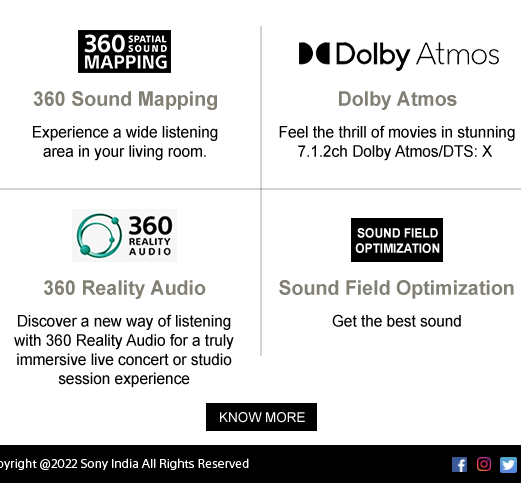 360 SPATIAL SOUND
MAPPING
360 Sound Mapping
Experience a wide listening
area in your living room.
Dolby Atmos
Dolby Atmos
Feel the thrill of movies in stunning
7.1.2ch Dolby Atmos/DTS: X
360
REALITY
AUDIO
360 Reality Audio
Discover a new way of listening
with 360 Reality Audio for a truly
immersive live concert or studio
session experience
SOUND FIELD
OPTIMIZATION
Sound Field Optimization
Get the best sound
KNOW MORE
pyright @2022 Sony India All Rights Reserved